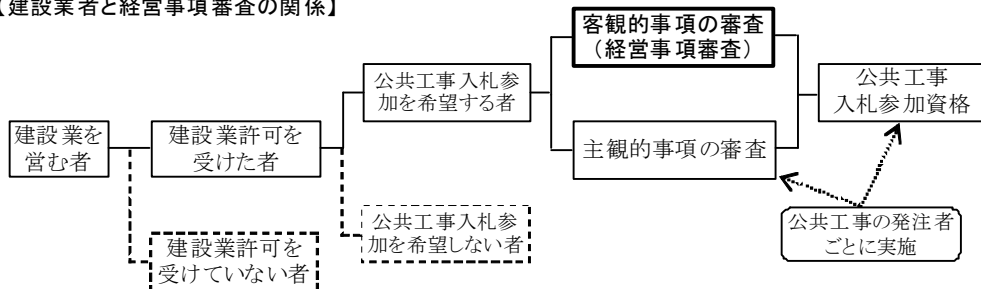 【建設業者と経営事項審査の関係】
客観的事項の審査
（経営事項審査）
公共工事入札参
加を希望する者
公共工事
入札参加資格
建設業を
営む者
建設業許可を
受けた者
主観的事項の審査
公共工事入札参
加を希望しない者
公共工事の発注者
ごとに実施
建設業許可を
受けていない者